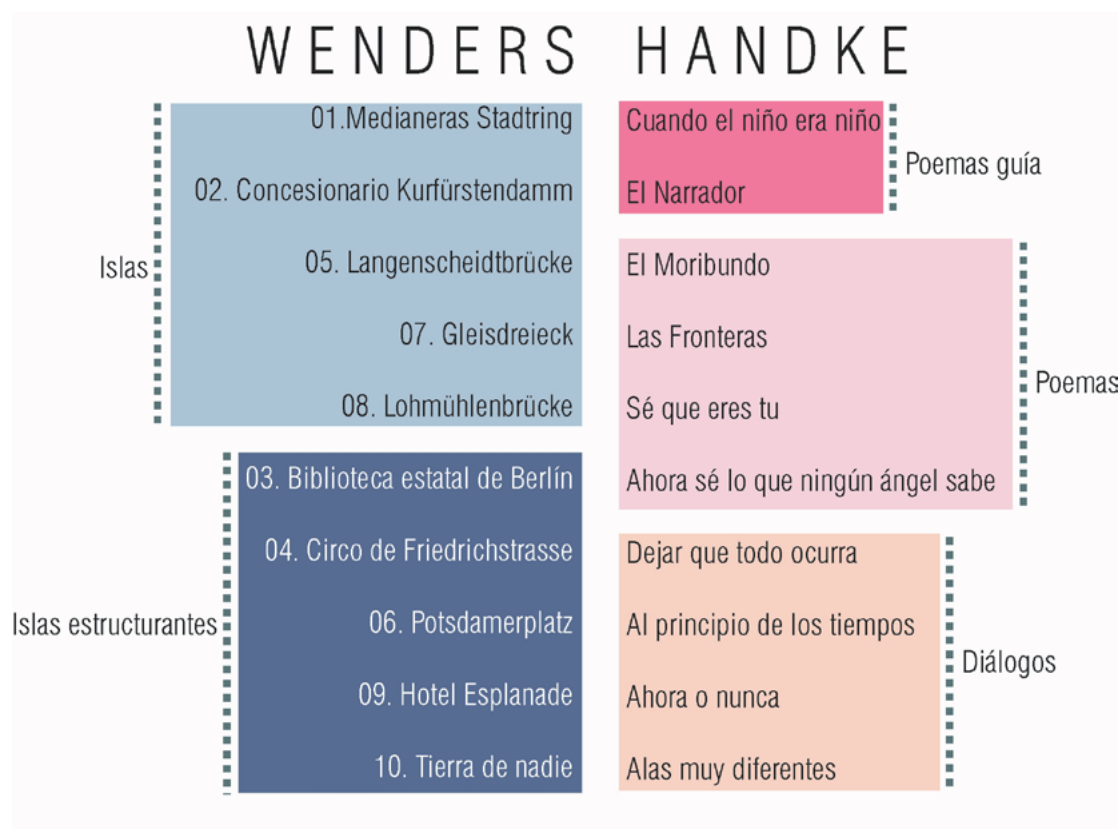 WENDERS HANDKE
Islas
01.Medianeras Stadtring
02. Concesionario Kurfürstendamm
05. Langenscheidtbrücke
07. Gleisdreieck
08. Lohmühlenbrücke
Islas estructurantes
03. Biblioteca estatal de Berlín
04. Circo de Friedrichstrasse
06. Potsdamerplatz
09. Hotel Esplanade
10. Tierra de nadie
Cuando el niño era niño
El Narrador
Poemas guía
El Moribundo
Las Fronteras
Sé que eres tu
Ahora sé lo que ningún ángel sabe
Poemas
Dejar que todo ocurra
Al principio de los tiempos
Ahora o nunca
Alas muy diferentes
Diálogos